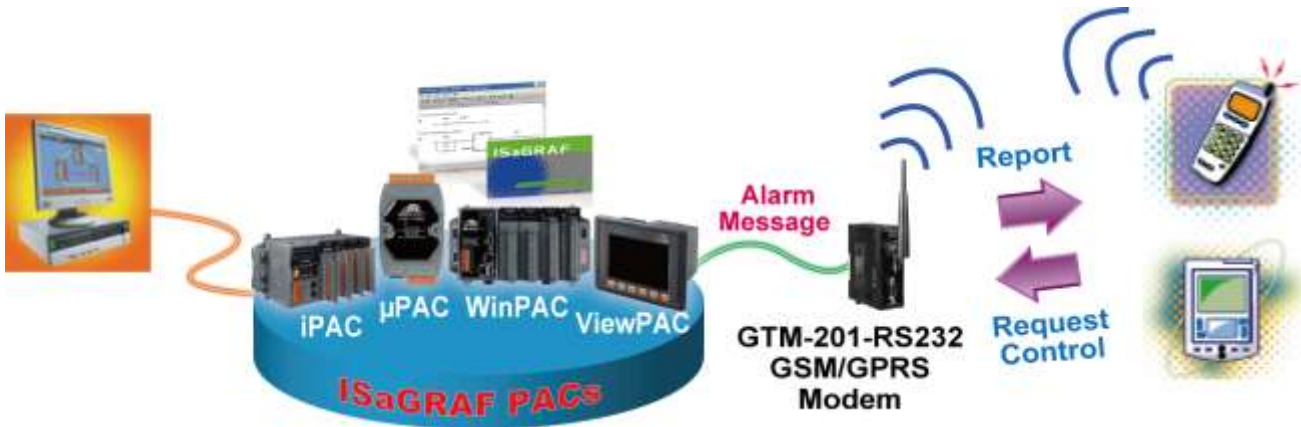 ISaGRAF
iPAC
µPAC
WinPAC
ViewPAC
ISaGRAF PACs
Alarm
Message
GTM-201-RS232
GSM/GPRS
Modem
Report
Request
Control